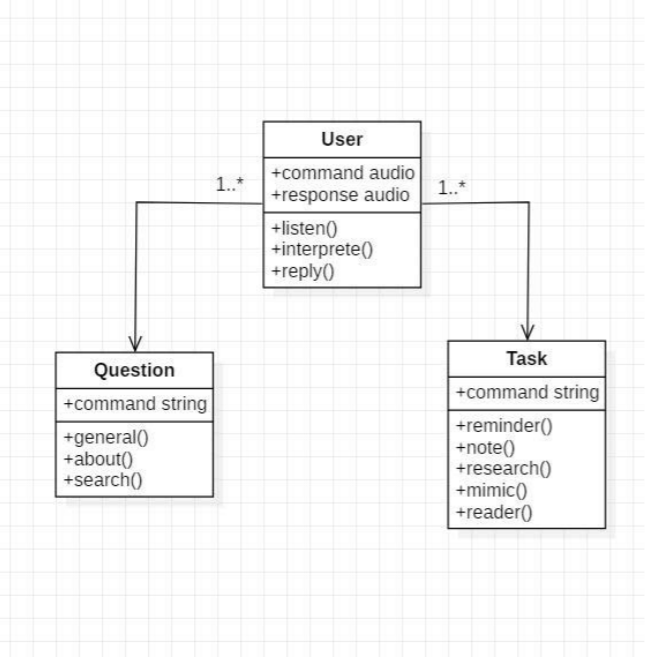 User
+command audio
+response audio
+listen()
+interprete()
+reply()
1..*
1..*
Question
+command string
+general()
+about()
+search()
Task
+command string
+reminder()
+note()
+research()
+mimic()
+reader()